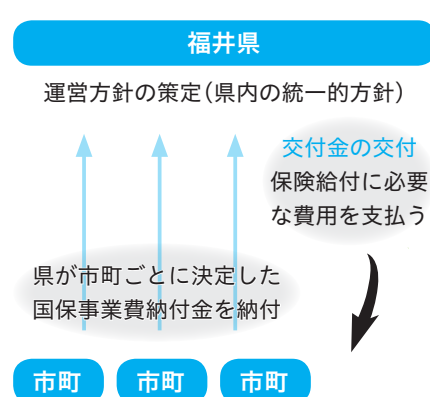 福井県
運営方針の策定(県内の統一的方針)
交付金の交付
保険給付に必要
な費用を支払う
県が市町ごとに決定した
国保事業費納付金を納付
市町
市町
市町